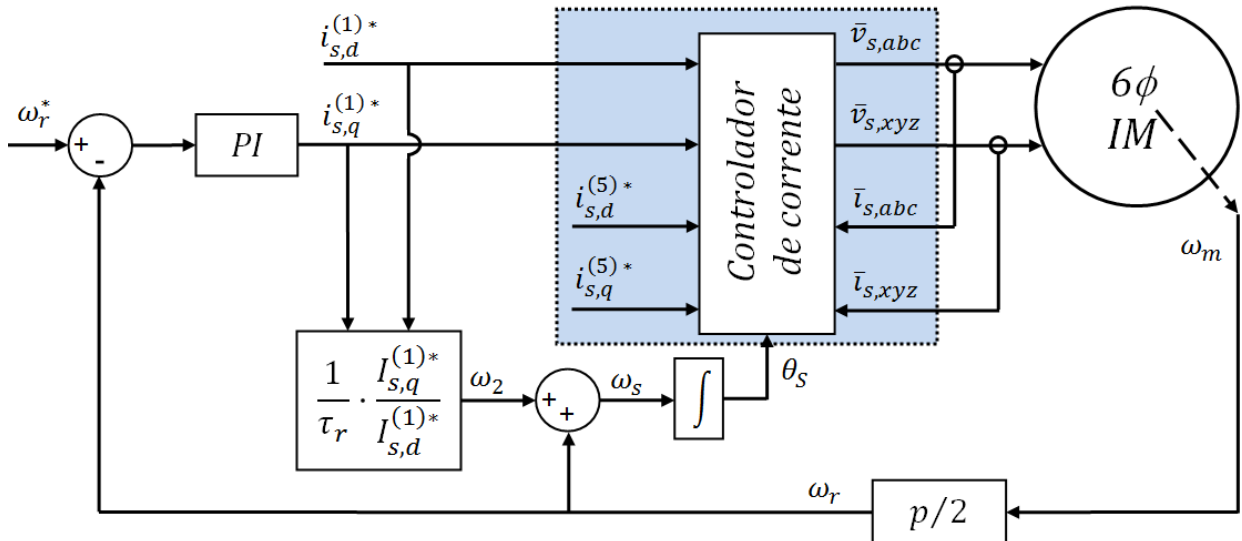 i_{s,d}^{(1)*}
ω_r^*
+
-
PI
i_{s,q}^{(1)*}
i_{s,d}^{(5)*}
i_{s,q}^{(5)*}
Controlador
de corrente
v̄_{s,abc}
v̄_{s,xyz}
ī_{s,abc}
ī_{s,xyz}
6ϕ
IM
ω_m
1/τ_r · I_{s,q}^{(1)*}/I_{s,d}^{(1)*}
ω_2
+
+
ω_s
∫
θ_S
ω_r
p/2